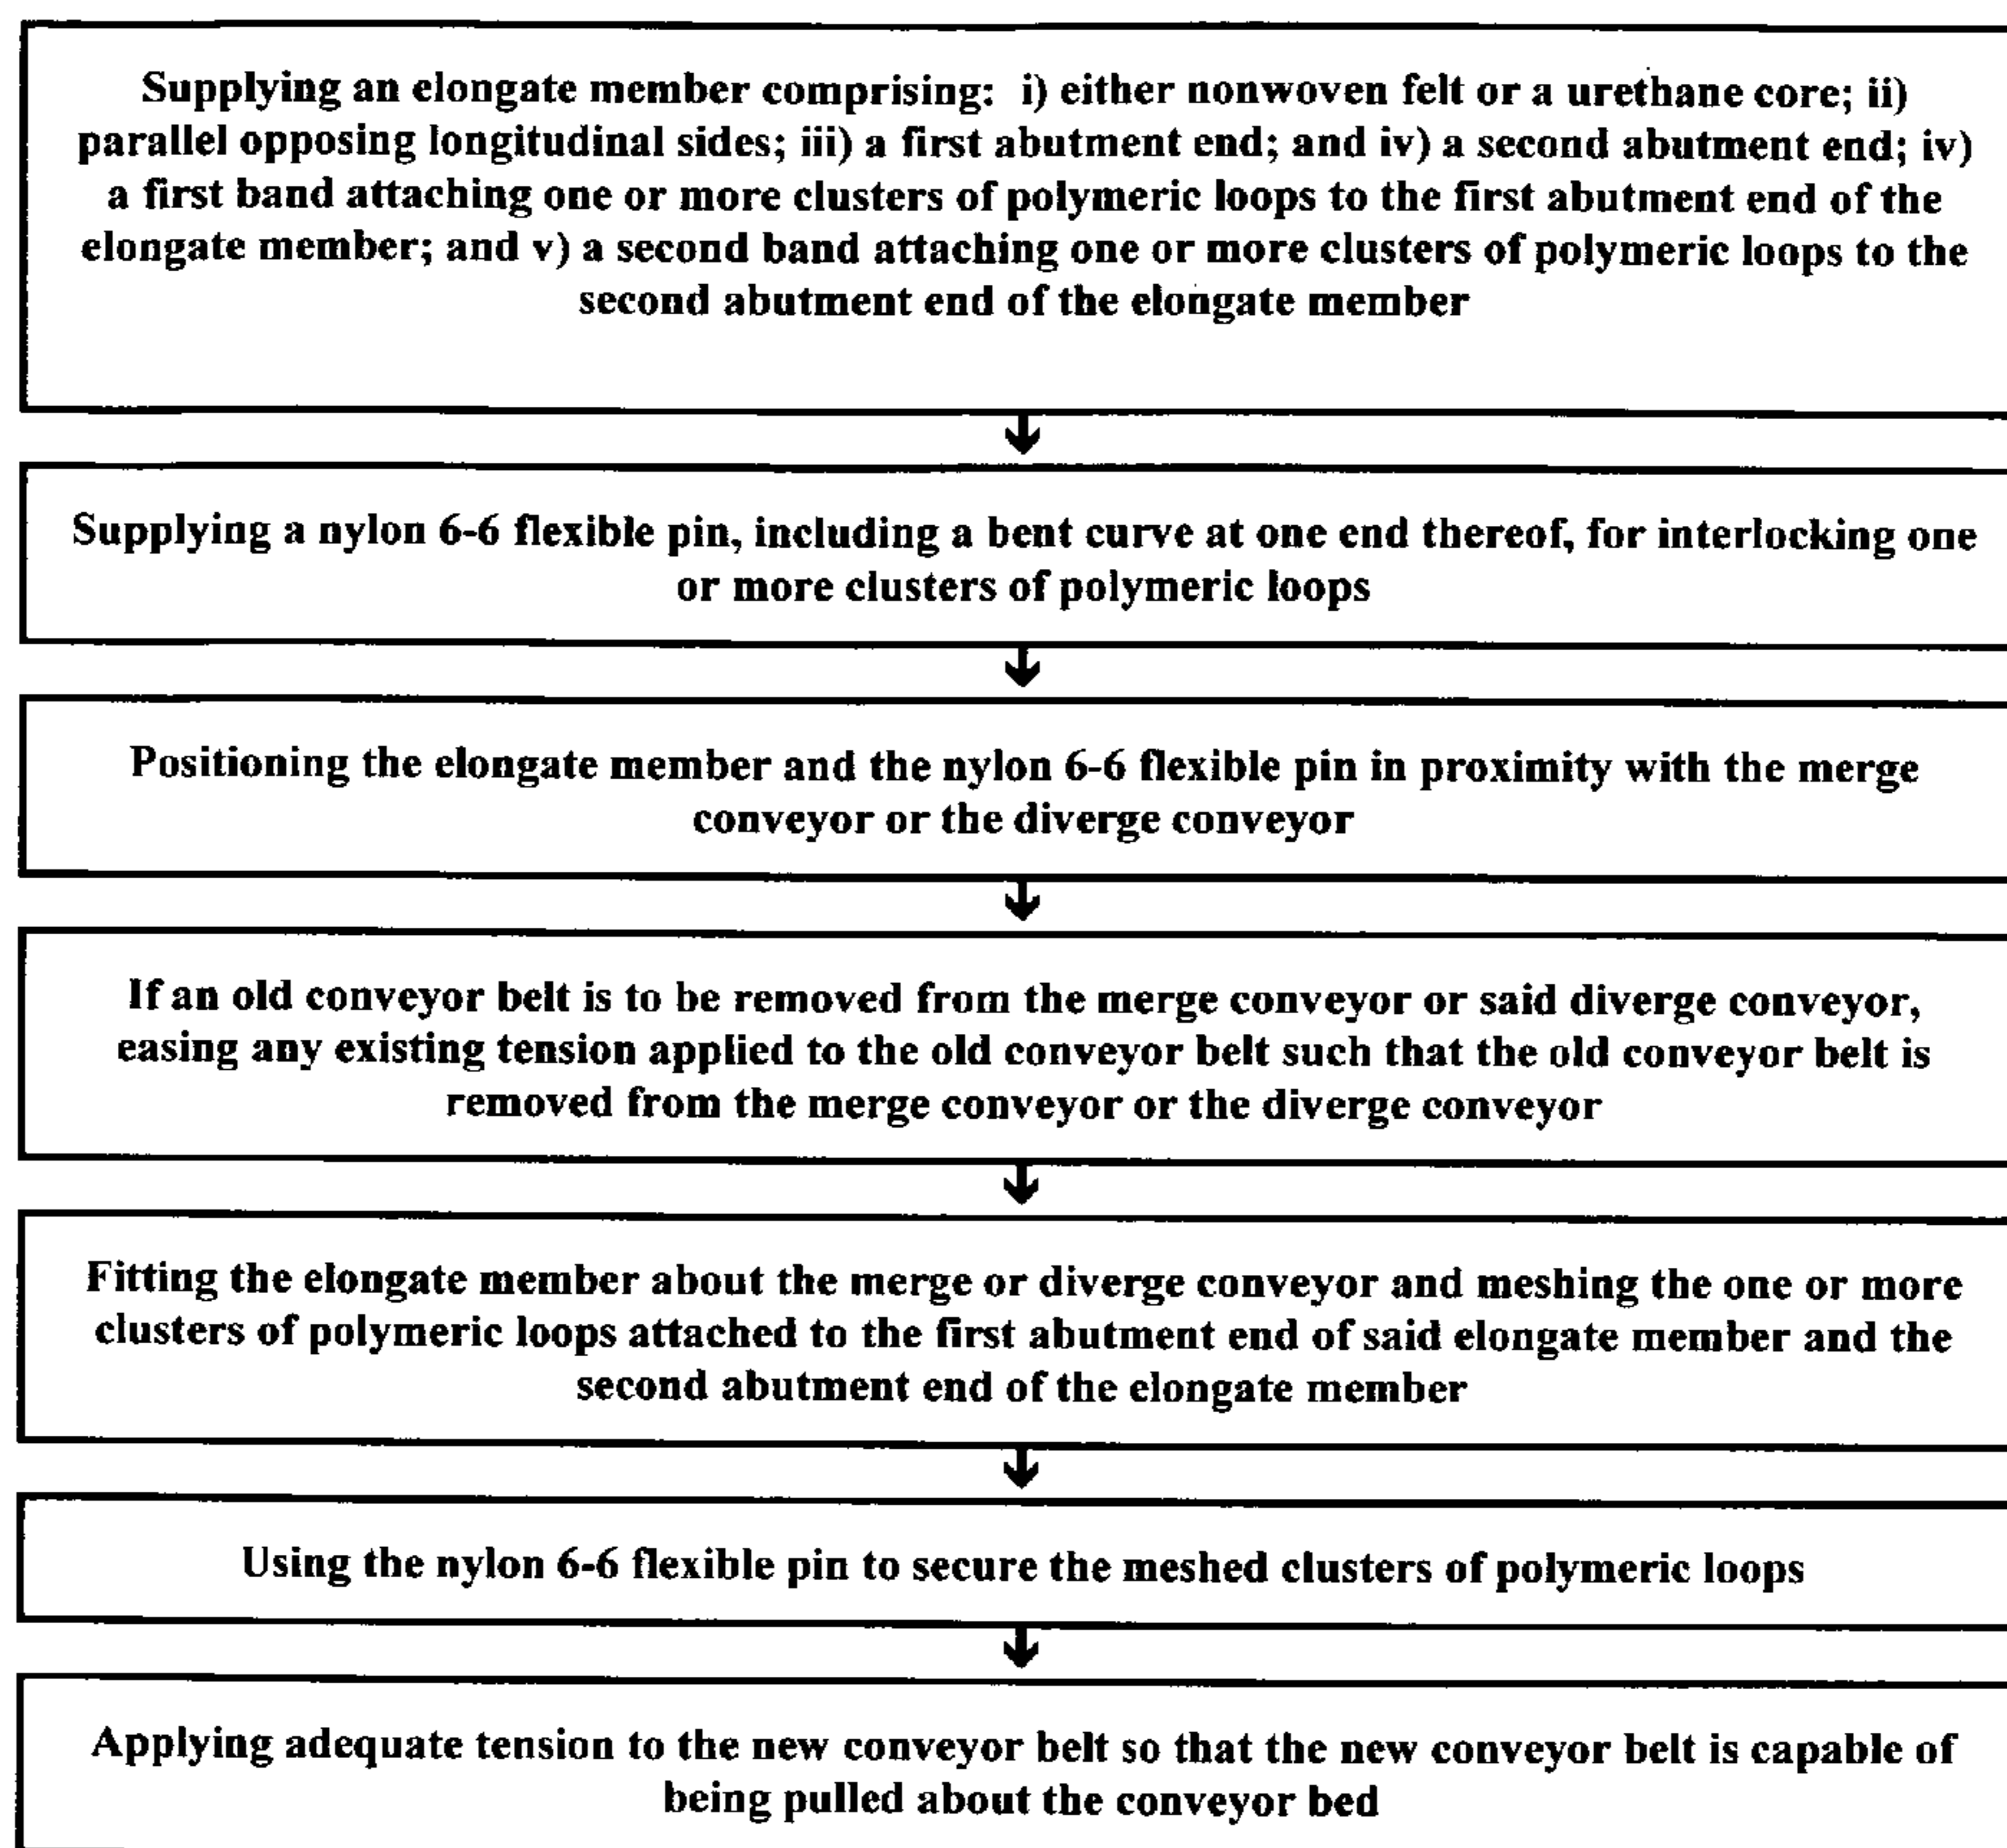 Supplying an elongate member comprising: i) either nonwoven felt or a urethane core; ii)
parallel opposing longitudinal sides; iii) a first abutment end; and iv) a second abutment end; iv)
a first band attaching one or more clusters of polymeric loops to the first abutment end of the
elongate member; and v) a second band attaching one or more clusters of polymeric loops to the
second abutment end of the elongate member
Supplying a nylon 6-6 flexible pin, including a bent curve at one end thereof, for interlocking one
or more clusters of polymeric loops
Positioning the elongate member and the nylon 6-6 flexible pin in proximity with the merge
conveyor or the diverge conveyor
If an old conveyor belt is to be removed from the merge conveyor or said diverge conveyor,
easing any existing tension applied to the old conveyor belt such that the old conveyor belt is
removed from the merge conveyor or the diverge conveyor
Fitting the elongate member about the merge or diverge conveyor and meshing the one or more
clusters of polymeric loops attached to the first abutment end of said elongate member and the
second abutment end of the elongate member
Using the nylon 6-6 flexible pin to secure the meshed clusters of polymeric loops
Applying adequate tension to the new conveyor belt so that the new conveyor belt is capable of
being pulled about the conveyor bed